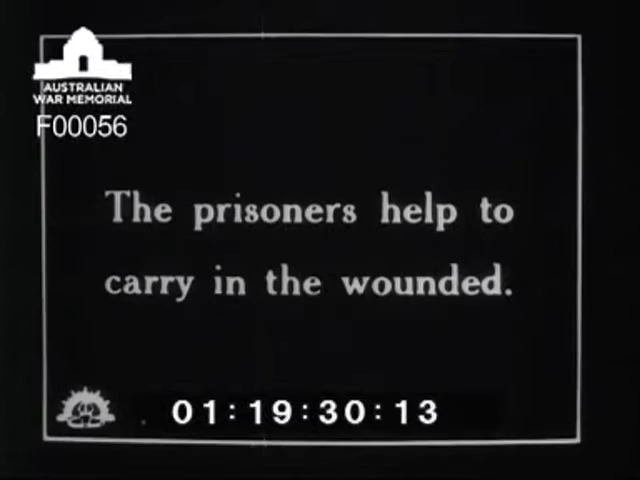 AUSTRALIAN
WAR MEMORIAL
F00056
The prisoners help to
carry in the wounded.
01:19:30:13